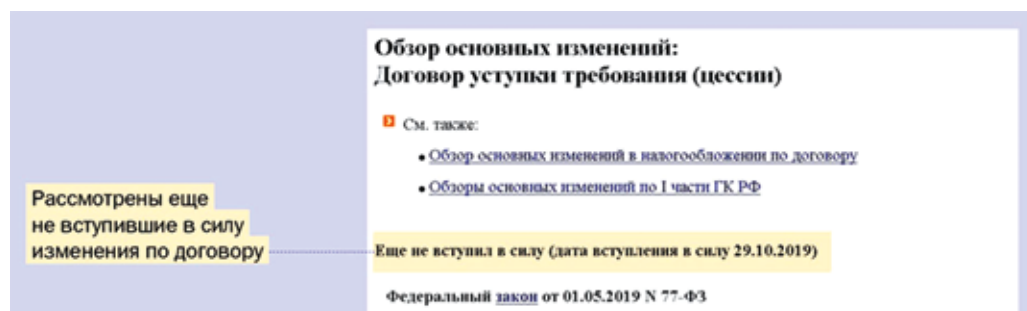 Обзор основных изменений:
Договор уступки требования (цессии)
См. также:
• Обзор основных изменений в налогообложении по договору
• Обзоры основных изменений по I части ГК РФ
Рассмотрены еще
не вступившие в силу
изменения по договору
Еще не вступил в силу (дата вступления в силу 29.10.2019)
Федеральный закон от 01.05.2019 N 77-ФЗ